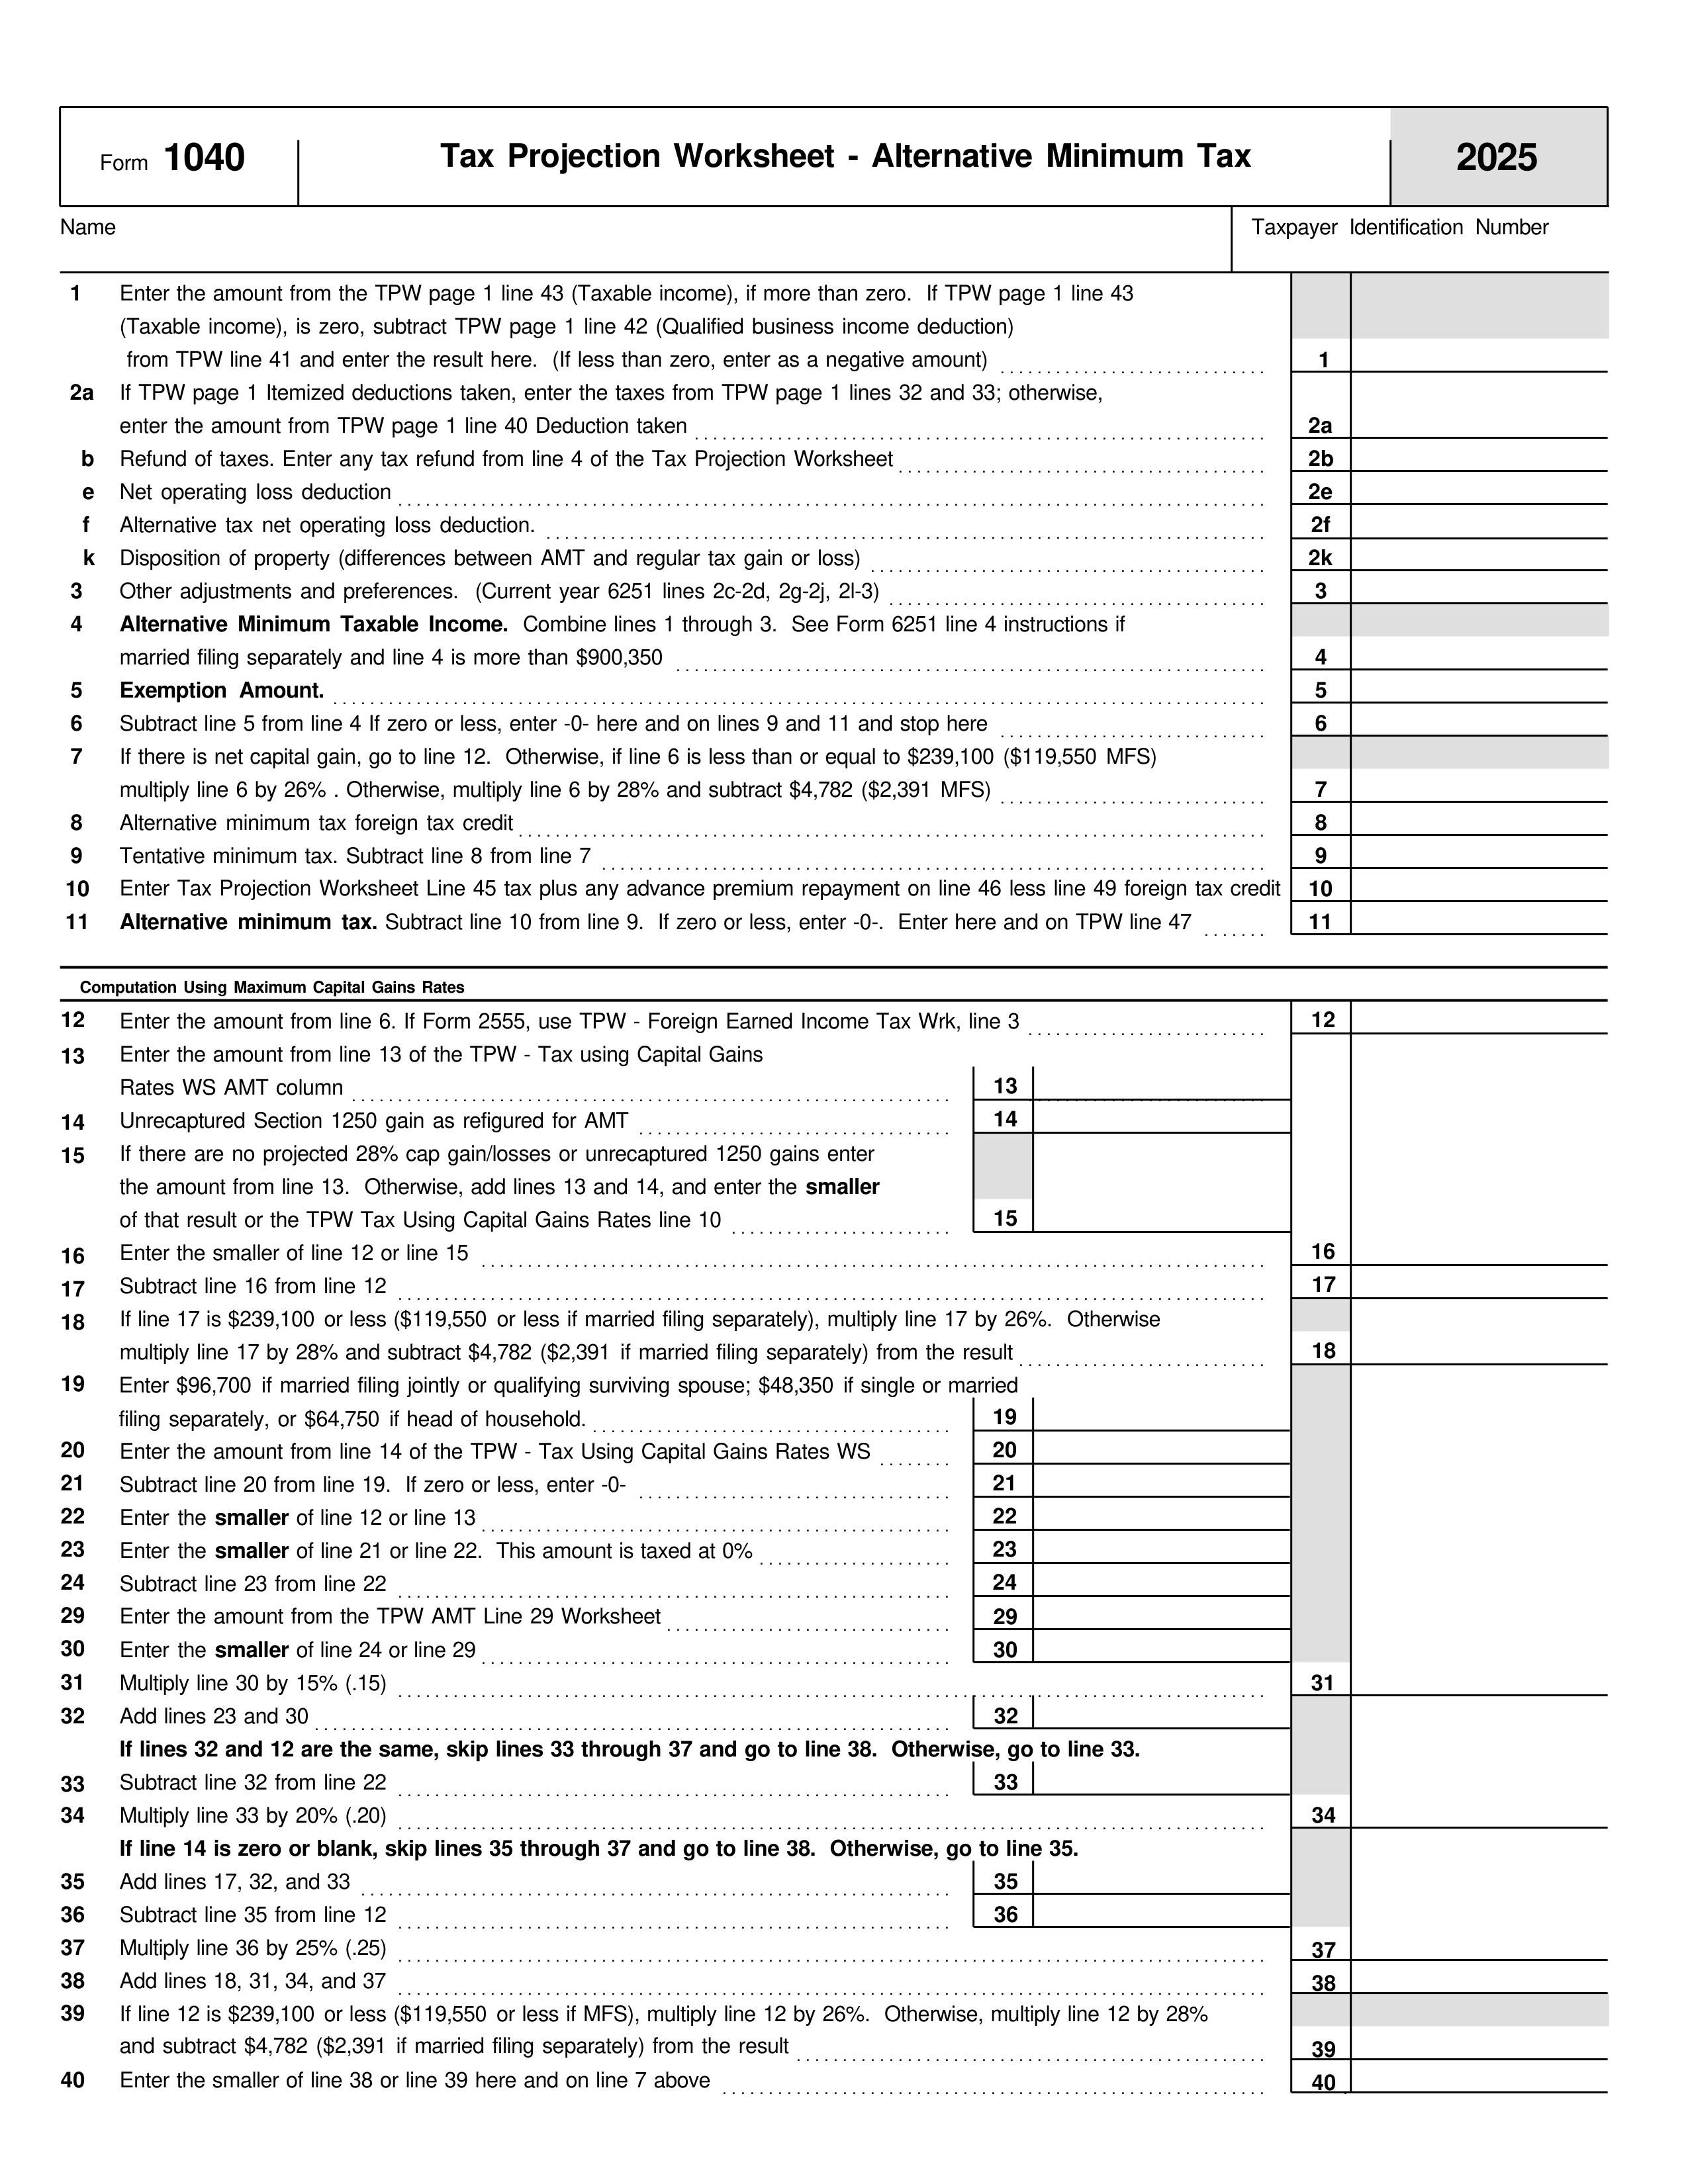 Form 1040
Tax Projection Worksheet - Alternative Minimum Tax
2025
Name
Taxpayer Identification Number
1 Enter the amount from the TPW page 1 line 43 (Taxable income), if more than zero. If TPW page 1 line 43
(Taxable income), is zero, subtract TPW page 1 line 42 (Qualified business income deduction)
from TPW line 41 and enter the result here. (If less than zero, enter as a negative amount) 1
2a If TPW page 1 Itemized deductions taken, enter the taxes from TPW page 1 lines 32 and 33; otherwise,
enter the amount from TPW page 1 line 40 Deduction taken 2a
b Refund of taxes. Enter any tax refund from line 4 of the Tax Projection Worksheet 2b
e Net operating loss deduction 2e
f Alternative tax net operating loss deduction. 2f
k Disposition of property (differences between AMT and regular tax gain or loss) 2k
3 Other adjustments and preferences. (Current year 6251 lines 2c-2d, 2g-2j, 2l-3) 3
4 Alternative Minimum Taxable Income. Combine lines 1 through 3. See Form 6251 line 4 instructions if
married filing separately and line 4 is more than $900,350 4
5 Exemption Amount. 5
6 Subtract line 5 from line 4 If zero or less, enter -0- here and on lines 9 and 11 and stop here 6
7 If there is net capital gain, go to line 12. Otherwise, if line 6 is less than or equal to $239,100 ($119,550 MFS)
multiply line 6 by 26% . Otherwise, multiply line 6 by 28% and subtract $4,782 ($2,391 MFS) 7
8 Alternative minimum tax foreign tax credit 8
9 Tentative minimum tax. Subtract line 8 from line 7 9
10 Enter Tax Projection Worksheet Line 45 tax plus any advance premium repayment on line 46 less line 49 foreign tax credit 10
11 Alternative minimum tax. Subtract line 10 from line 9. If zero or less, enter -0-. Enter here and on TPW line 47 11
Computation Using Maximum Capital Gains Rates
12 Enter the amount from line 6. If Form 2555, use TPW - Foreign Earned Income Tax Wrk, line 3 12
13 Enter the amount from line 13 of the TPW - Tax using Capital Gains
Rates WS AMT column 13
14 Unrecaptured Section 1250 gain as refigured for AMT 14
15 If there are no projected 28% cap gain/losses or unrecaptured 1250 gains enter
the amount from line 13. Otherwise, add lines 13 and 14, and enter the smaller
of that result or the TPW Tax Using Capital Gains Rates line 10 15
16 Enter the smaller of line 12 or line 15 16
17 Subtract line 16 from line 12 17
18 If line 17 is $239,100 or less ($119,550 or less if married filing separately), multiply line 17 by 26%. Otherwise
multiply line 17 by 28% and subtract $4,782 ($2,391 if married filing separately) from the result 18
19 Enter $96,700 if married filing jointly or qualifying surviving spouse; $48,350 if single or married
filing separately, or $64,750 if head of household. 19
20 Enter the amount from line 14 of the TPW - Tax Using Capital Gains Rates WS 20
21 Subtract line 20 from line 19. If zero or less, enter -0- 21
22 Enter the smaller of line 12 or line 13 22
23 Enter the smaller of line 21 or line 22. This amount is taxed at 0% 23
24 Subtract line 23 from line 22 24
29 Enter the amount from the TPW AMT Line 29 Worksheet 29
30 Enter the smaller of line 24 or line 29 30
31 Multiply line 30 by 15% (.15) 31
32 Add lines 23 and 30 32
If lines 32 and 12 are the same, skip lines 33 through 37 and go to line 38. Otherwise, go to line 33.
33 Subtract line 32 from line 22 33
34 Multiply line 33 by 20% (.20) 34
If line 14 is zero or blank, skip lines 35 through 37 and go to line 38. Otherwise, go to line 35.
35 Add lines 17, 32, and 33 35
36 Subtract line 35 from line 12 36
37 Multiply line 36 by 25% (.25) 37
38 Add lines 18, 31, 34, and 37 38
39 If line 12 is $239,100 or less ($119,550 or less if MFS), multiply line 12 by 26%. Otherwise, multiply line 12 by 28%
and subtract $4,782 ($2,391 if married filing separately) from the result 39
40 Enter the smaller of line 38 or line 39 here and on line 7 above 40